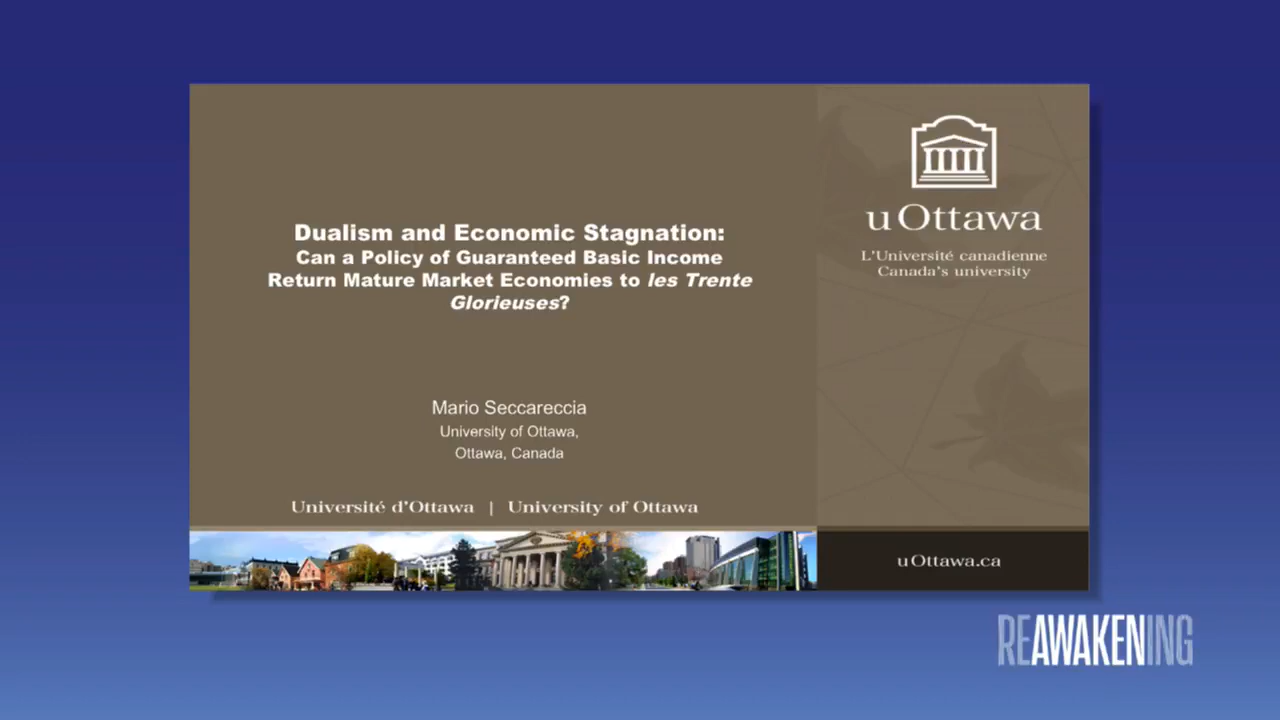 Dualism and Economic Stagnation:
Can a Policy of Guaranteed Basic Income
Return Mature Market Economies to les Trente
Glorieuses?
Mario Seccareccia
University of Ottawa,
Ottawa, Canada
Université d'Ottawa | University of Ottawa
uOttawa
L'Université canadienne
Canada's university
uOttawa.ca
REAWAKENING